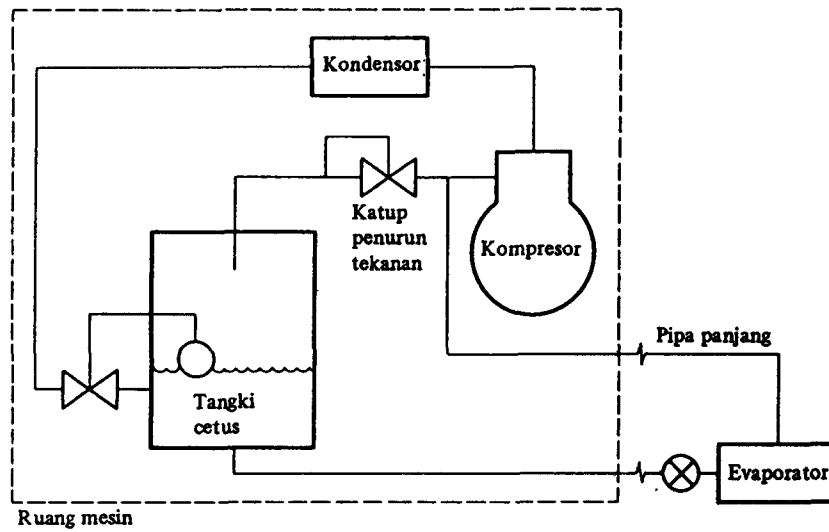 Kondensor
Katup
penurun
tekanan
Kompresor
Pipa panjang
Tangki
cetus
Evaporator
Ruang mesin